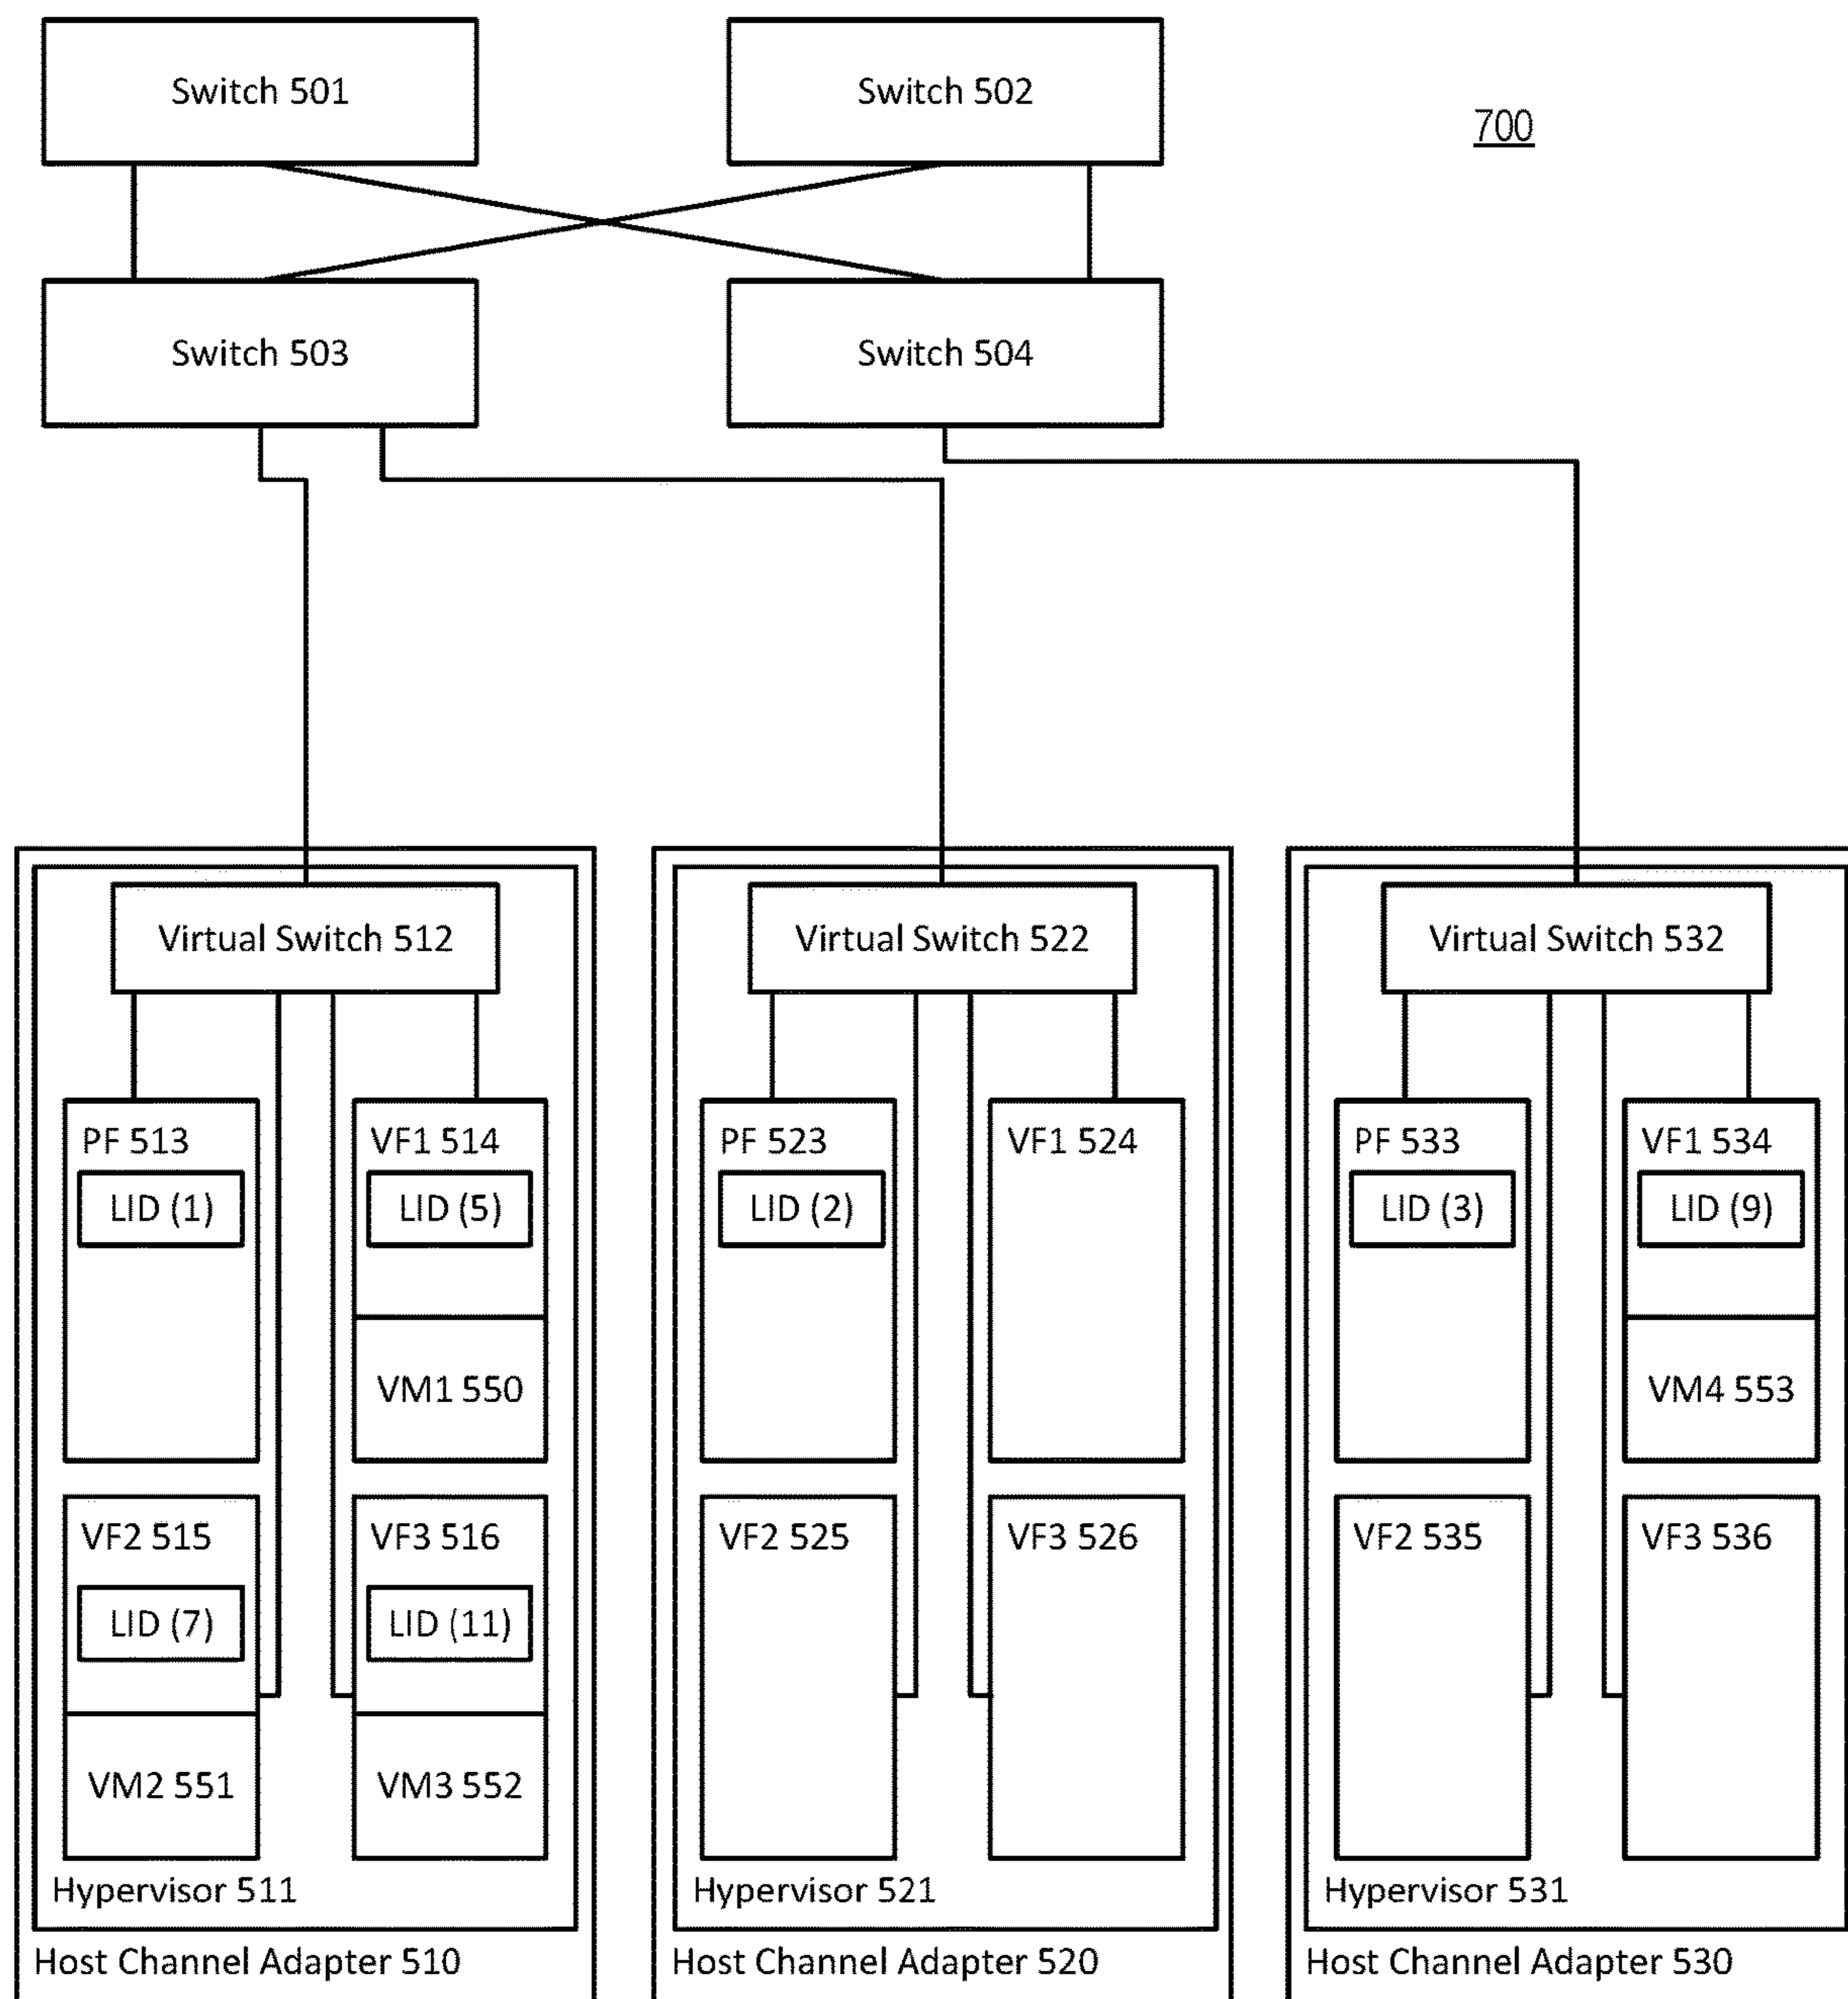 Switch 501
Switch 502
700
Switch 503
Switch 504
Virtual Switch 512
Virtual Switch 522
Virtual Switch 532
PF 513
LID (1)
VF1 514
LID (5)
VM1 550
PF 523
LID (2)
VF1 524
PF 533
LID (3)
VF1 534
LID (9)
VM4 553
VF2 515
LID (7)
VM2 551
VF3 516
LID (11)
VM3 552
VF2 525
VF3 526
VF2 535
VF3 536
Hypervisor 511
Hypervisor 521
Hypervisor 531
Host Channel Adapter 510
Host Channel Adapter 520
Host Channel Adapter 530